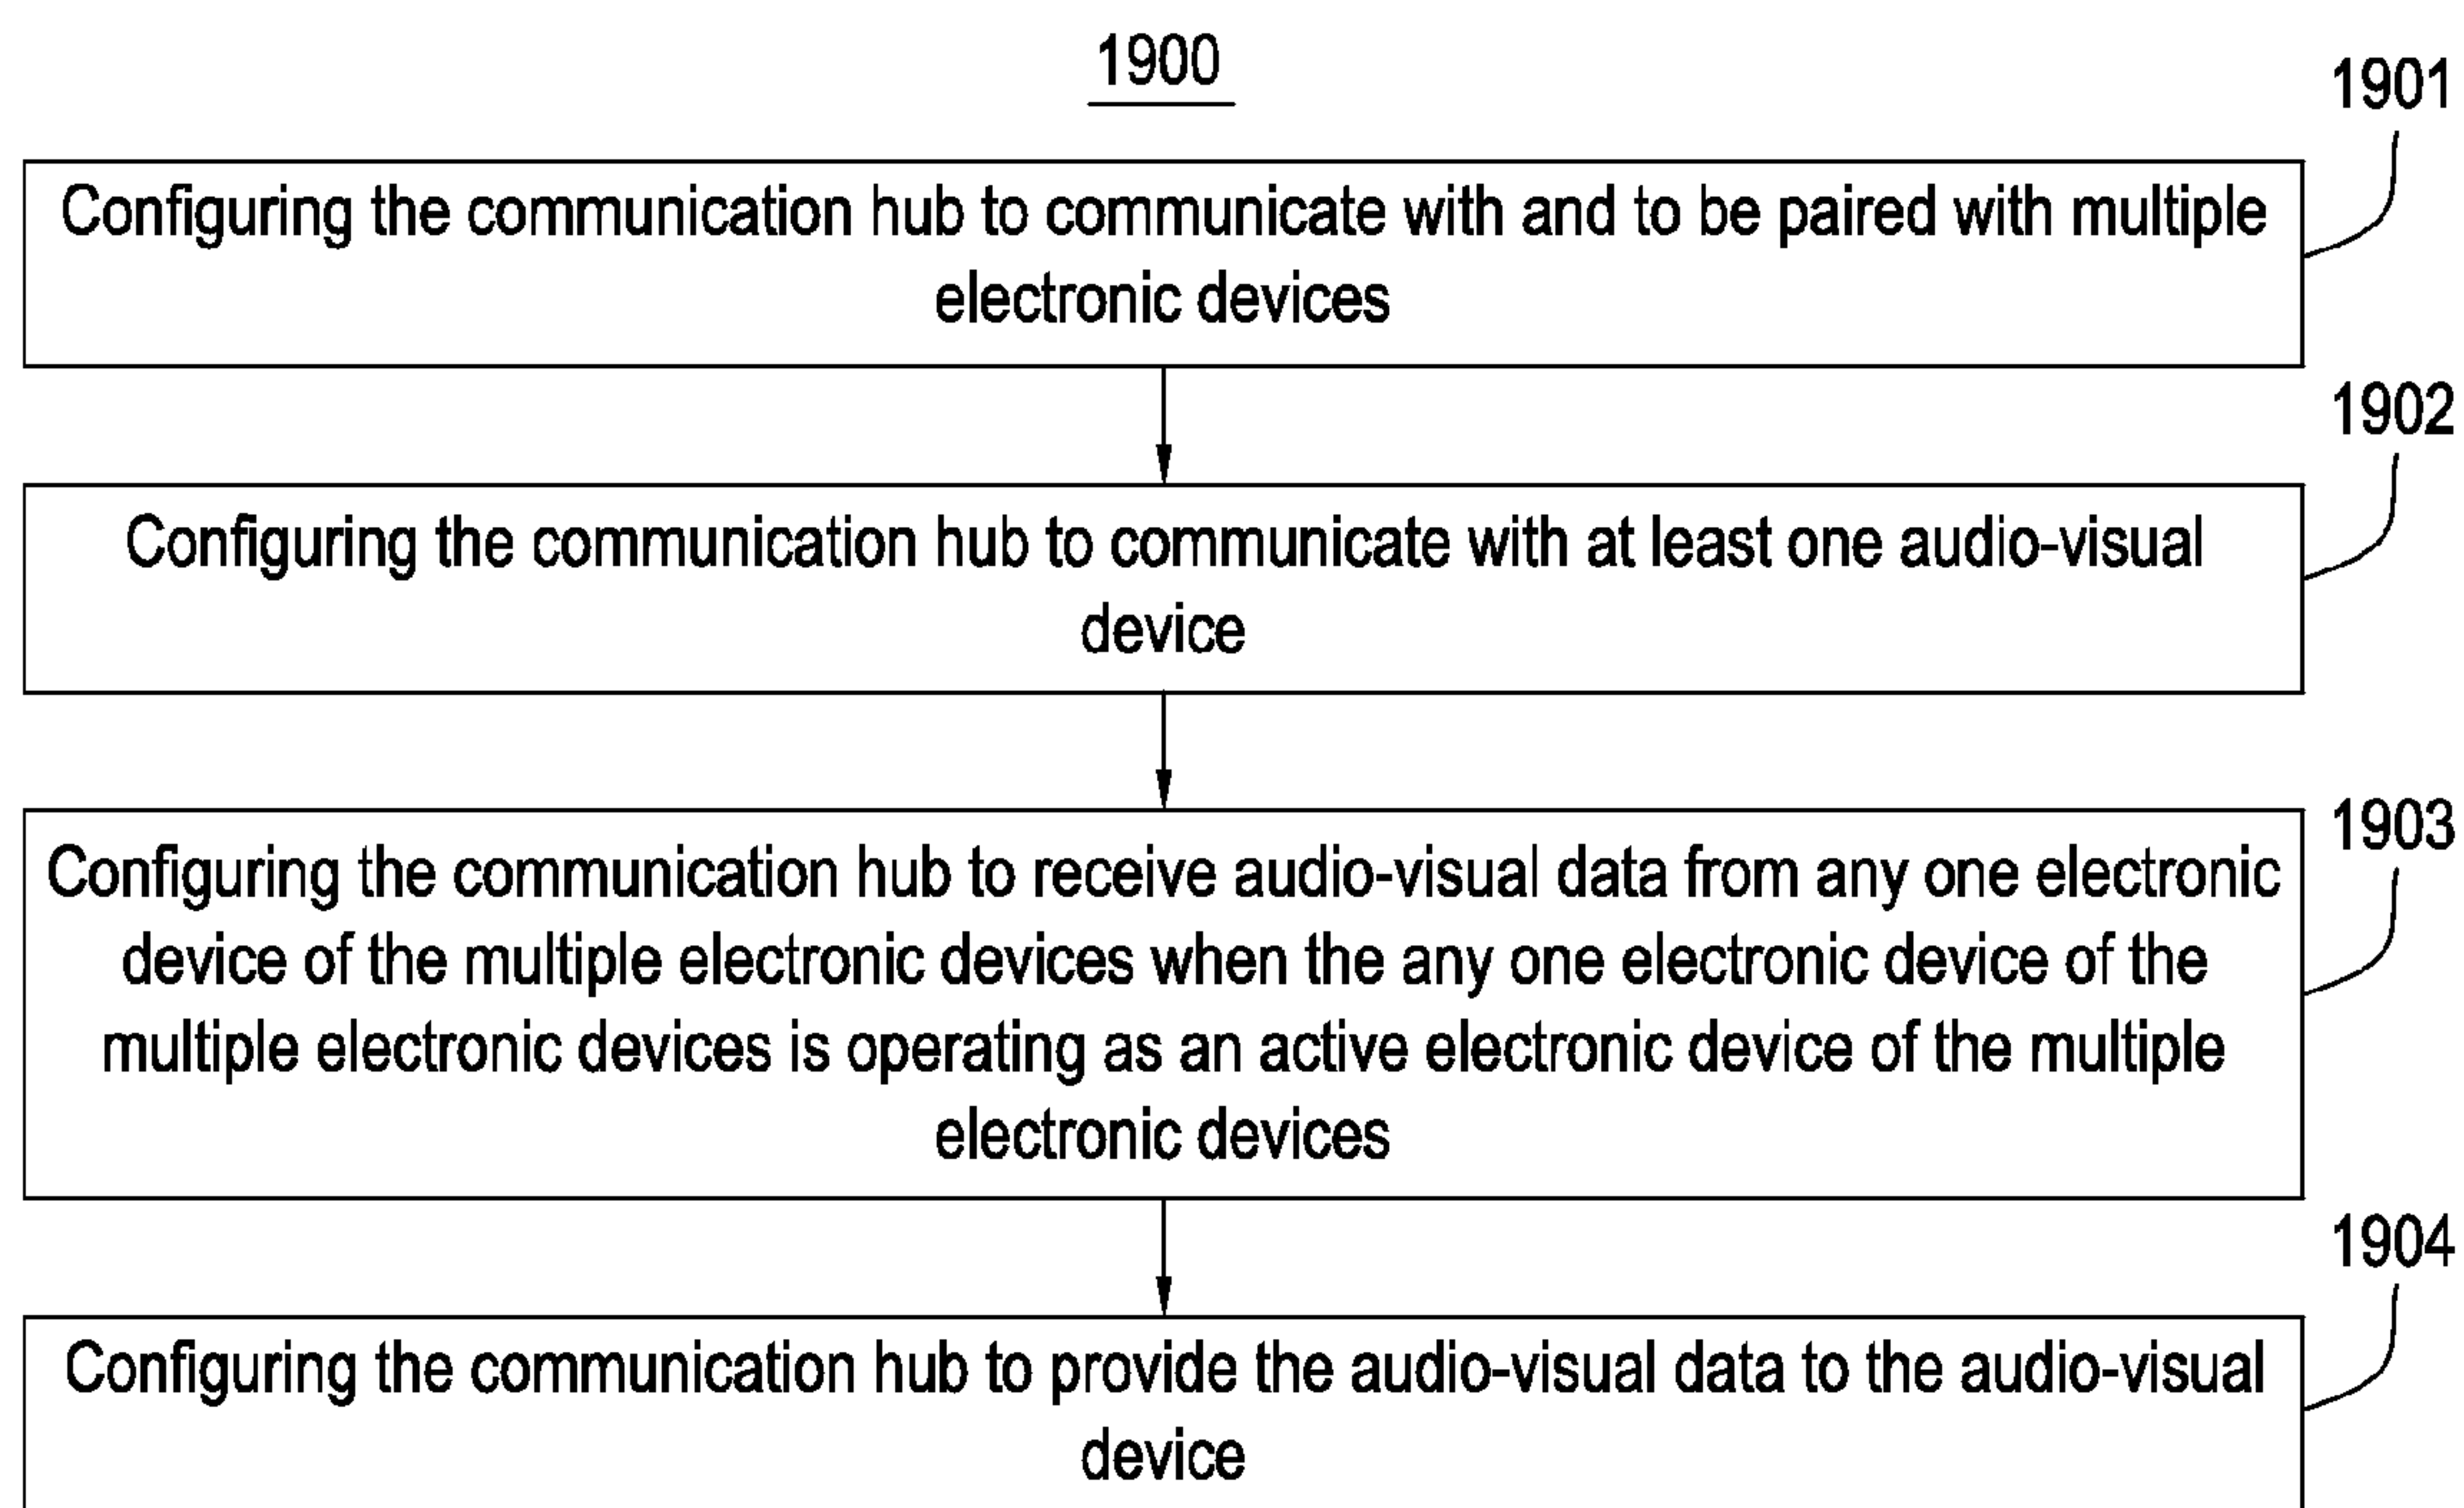 1900
1901
Configuring the communication hub to communicate with and to be paired with multiple
electronic devices
1902
Configuring the communication hub to communicate with at least one audio-visual
device
1903
Configuring the communication hub to receive audio-visual data from any one electronic
device of the multiple electronic devices when the any one electronic device of the
multiple electronic devices is operating as an active electronic device of the multiple
electronic devices
1904
Configuring the communication hub to provide the audio-visual data to the audio-visual
device